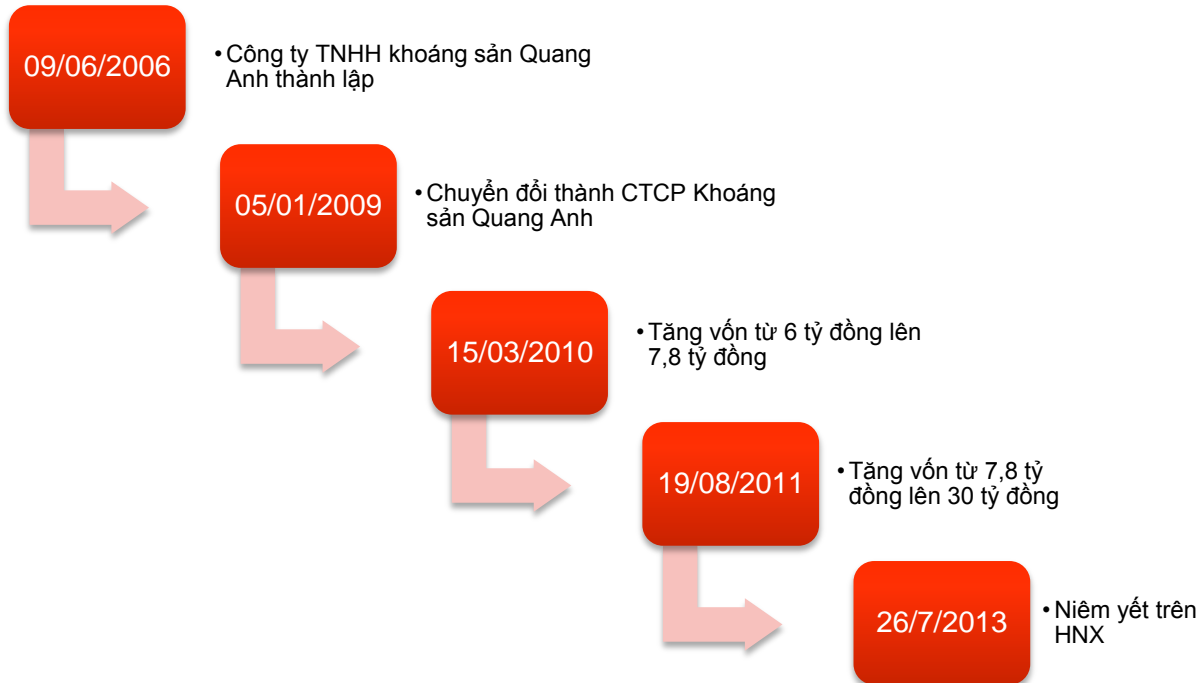 09/06/2006
• Công ty TNHH khoáng sản Quang
Anh thành lập
05/01/2009
• Chuyển đổi thành CTCP Khoáng
sản Quang Anh
15/03/2010
• Tăng vốn từ 6 tỷ đồng lên
7,8 tỷ đồng
19/08/2011
• Tăng vốn từ 7,8 tỷ
đồng lên 30 tỷ đồng
26/7/2013
• Niêm yết trên
HNX